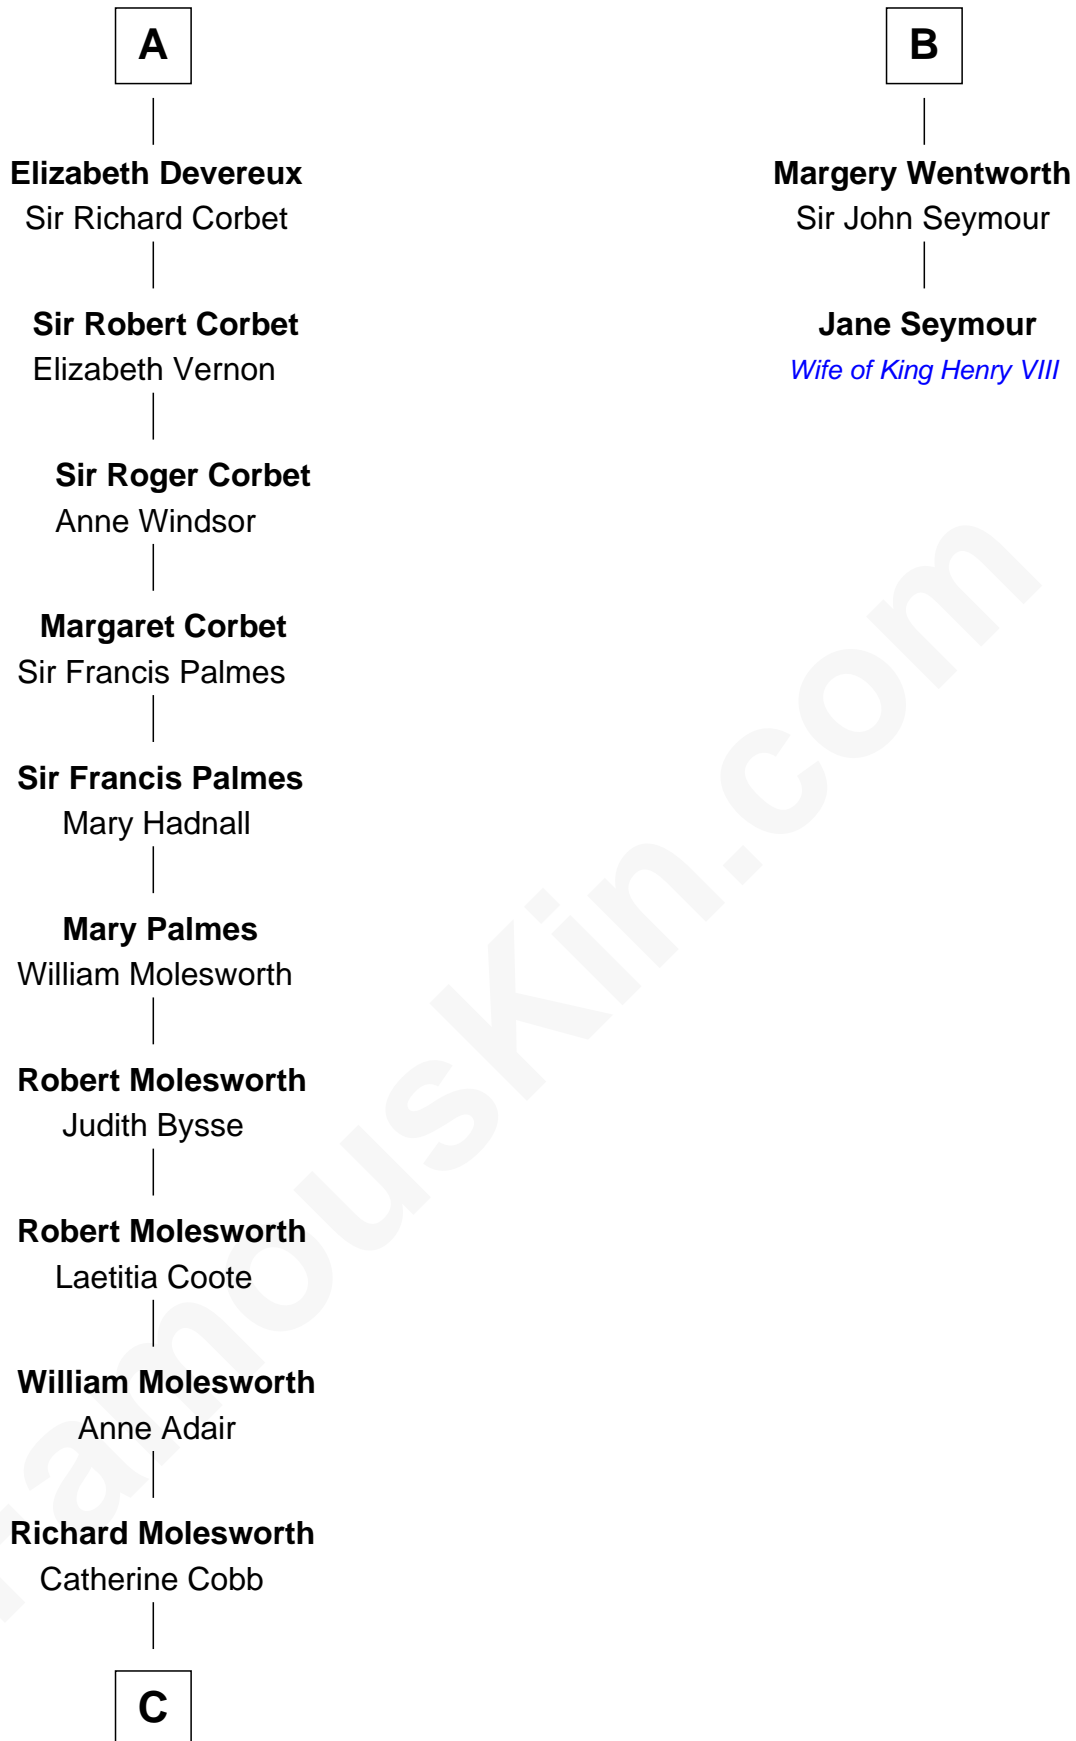 A
Elizabeth Devereux
Sir Richard Corbet
Sir Robert Corbet
Elizabeth Vernon
Sir Roger Corbet
Anne Windsor
Margaret Corbet
Sir Francis Palmes
Sir Francis Palmes
Mary Hadnall
Mary Palmes
William Molesworth
Robert Molesworth
Judith Bysse
Robert Molesworth
Laetitia Coote
William Molesworth
Anne Adair
Richard Molesworth
Catherine Cobb
C
B
Margery Wentworth
Sir John Seymour
Jane Seymour
Wife of King Henry VIII
FamousKin.com